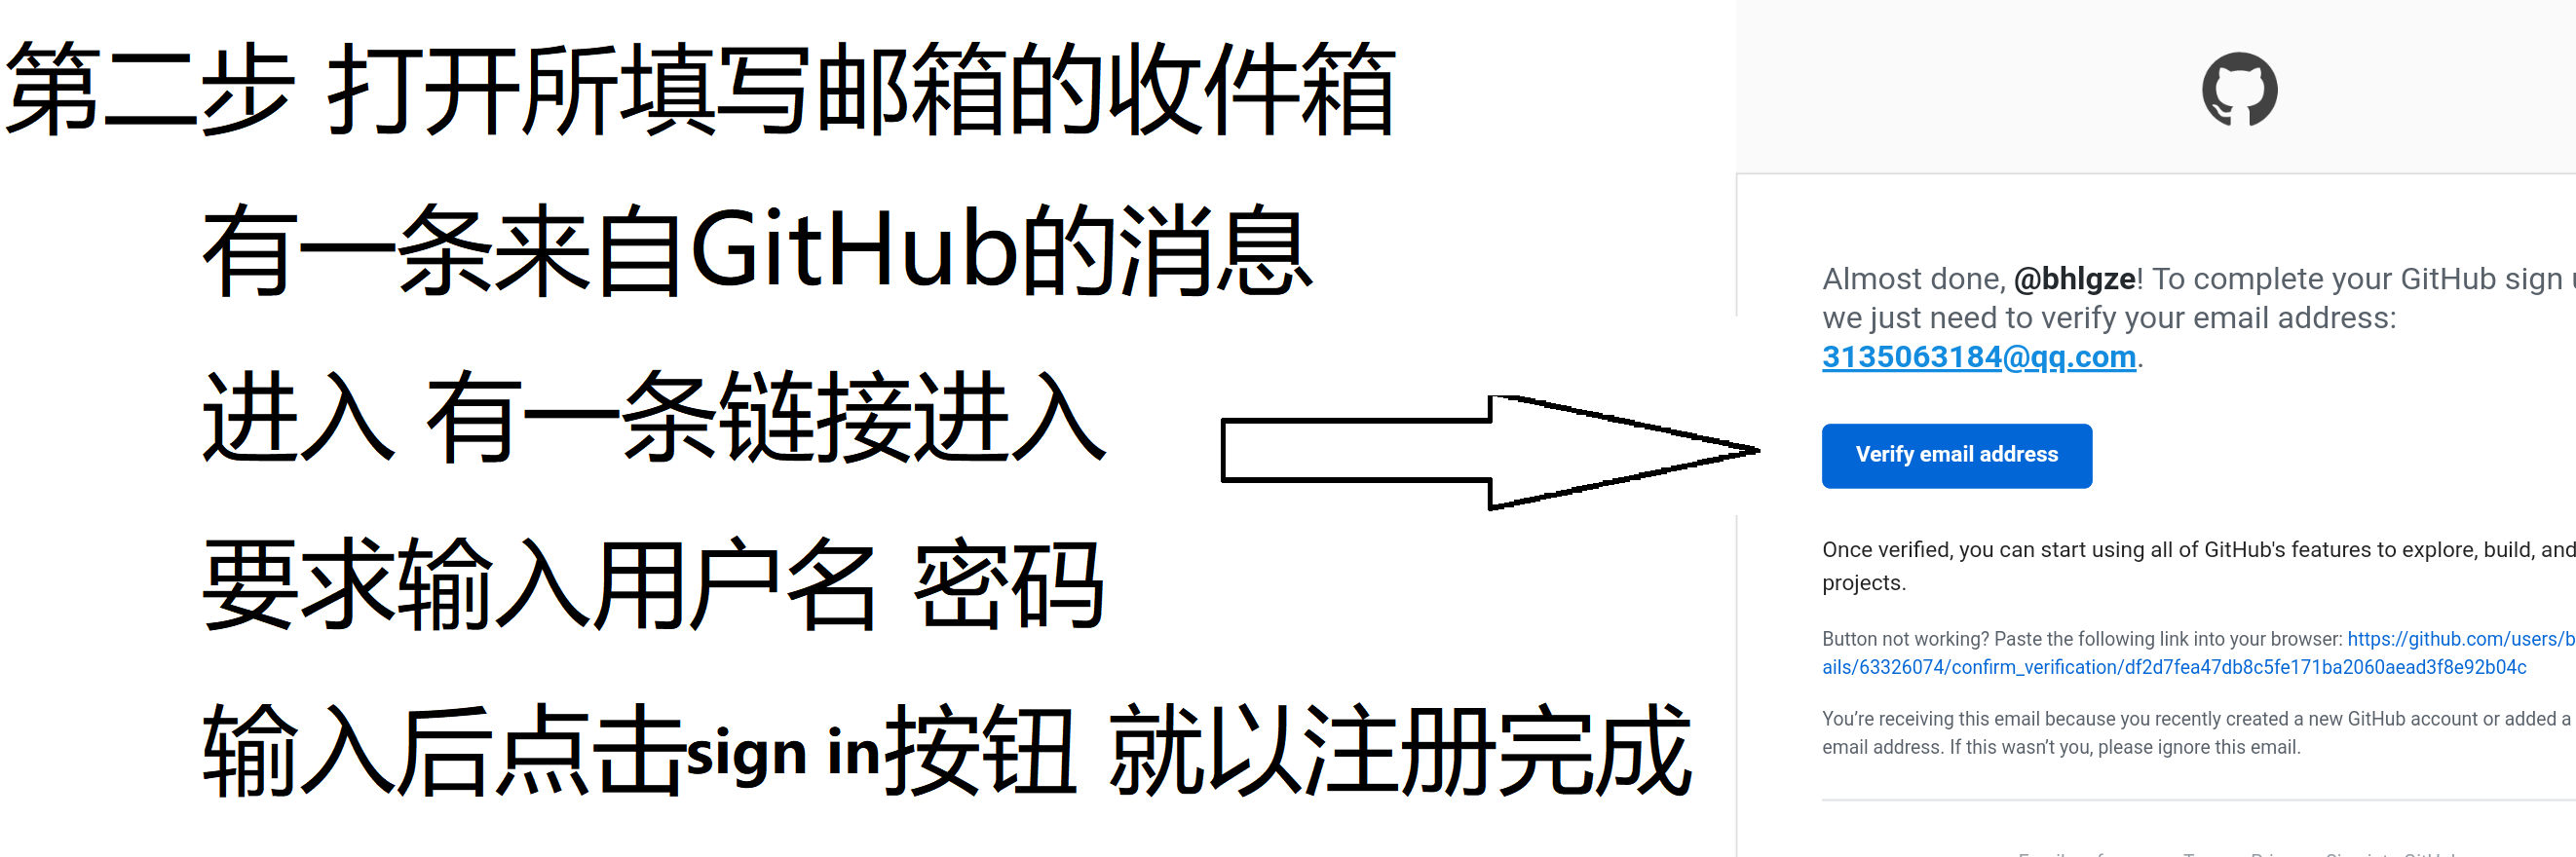 第二步 打开所填写邮箱的收件箱
有一条来自GitHub的消息
进入 有一条链接进入
要求输入用户名 密码
输入后点击sign in按钮 就以注册完成
Almost done, @bhlgze! To complete your GitHub sign
we just need to verify your email address:
3135063184@qq.com.
Verify email address
Once verified, you can start using all of GitHub's features to explore, build, and
projects.
Button not working? Paste the following link into your browser: https://github.com/users/b
ails/63326074/confirm_verification/df2d7fea47db8c5fe171ba2060aead3f8e92b04c
You’re receiving this email because you recently created a new GitHub account or added a
email address. If this wasn’t you, please ignore this email.